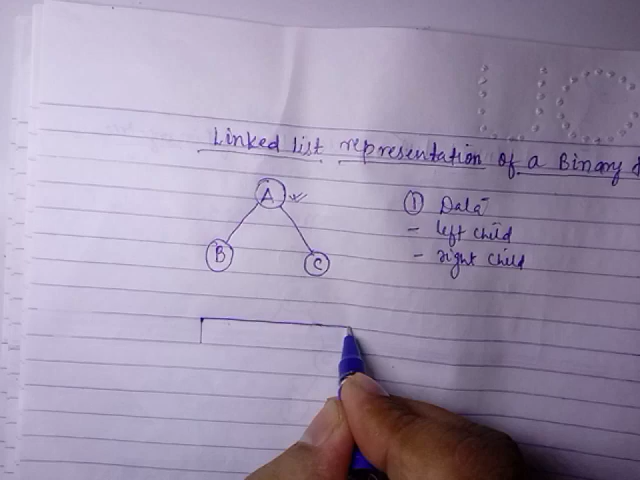 Linked list representation of a Binary
A
B
C
① Data
- left child
- right child